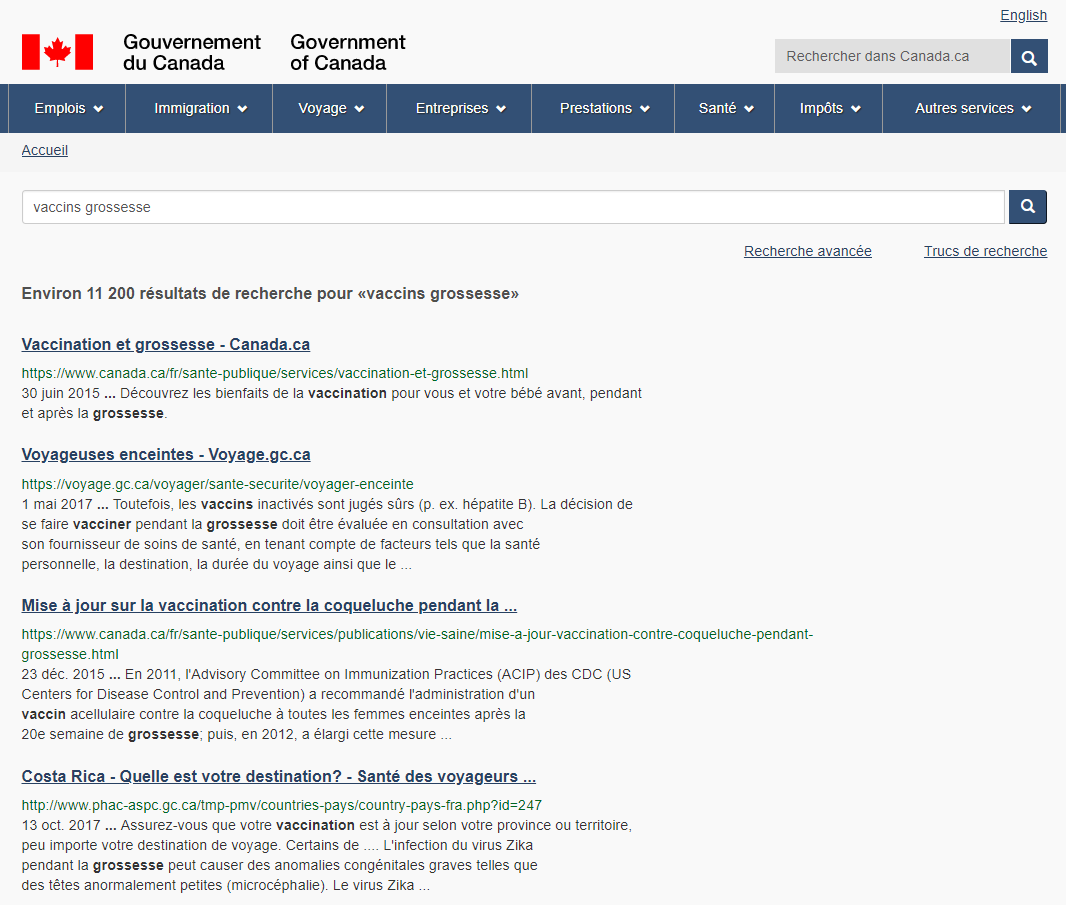 English
Gouvernement
du Canada
Government
of Canada
Rechercher dans Canada.ca
Emplois
Immigration
Voyage
Entreprises
Prestations
Santé
Impôts
Autres services
Accueil
vaccins grossesse
Recherche avancée
Trucs de recherche
Environ 11 200 résultats de recherche pour «vaccins grossesse»
Vaccination et grossesse - Canada.ca
https://www.canada.ca/fr/sante-publique/services/vaccination-et-grossesse.html
30 juin 2015 ... Découvrez les bienfaits de la vaccination pour vous et votre bébé avant, pendant
et après la grossesse.
Voyageuses enceintes - Voyage.gc.ca
https://voyage.gc.ca/voyager/sante-securite/voyager-enceinte
1 mai 2017 ... Toutefois, les vaccins inactivés sont jugés sûrs (p. ex. hépatite B). La décision de
se faire vacciner pendant la grossesse doit être évaluée en consultation avec
son fournisseur de soins de santé, en tenant compte de facteurs tels que la santé
personnelle, la destination, la durée du voyage ainsi que le ...
Mise à jour sur la vaccination contre la coqueluche pendant la ...
https://www.canada.ca/fr/sante-publique/services/publications/vie-saine/mise-a-jour-vaccination-contre-coqueluche-pendant-
grossesse.html
23 déc. 2015 ... En 2011, l'Advisory Committee on Immunization Practices (ACIP) des CDC (US
Centers for Disease Control and Prevention) a recommandé l'administration d'un
vaccin acellulaire contre la coqueluche à toutes les femmes enceintes après la
20e semaine de grossesse; puis, en 2012, a élargi cette mesure ...
Costa Rica - Quelle est votre destination? - Santé des voyageurs ...
http://www.phac-aspc.gc.ca/tmp-pmv/countries-pays/country-pays-fra.php?id=247
13 oct. 2017 ... Assurez-vous que votre vaccination est à jour selon votre province ou territoire,
peu importe votre destination de voyage. Certains de .... L'infection du virus Zika
pendant la grossesse peut causer des anomalies congénitales graves telles que
des têtes anormalement petites (microcéphalie). Le virus Zika ...